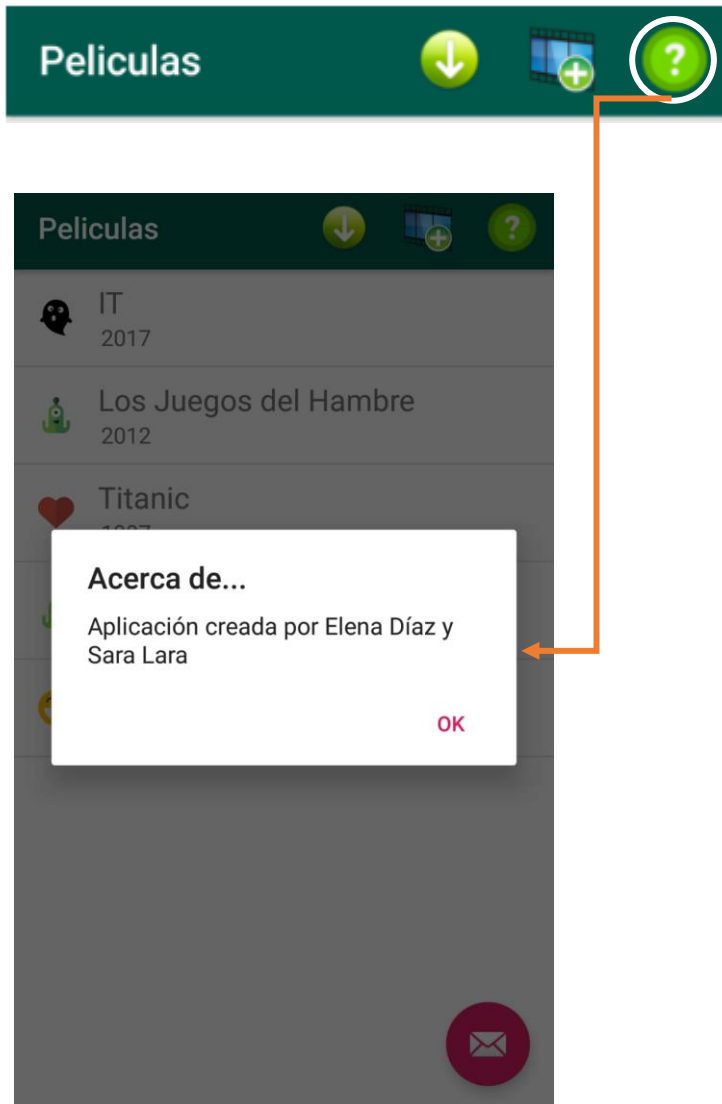 Peliculas
?
Peliculas
?
IT
2017
Los Juegos del Hambre
2012
Titanic
Acerca de...
Aplicación creada por Elena Díaz y
Sara Lara
OK